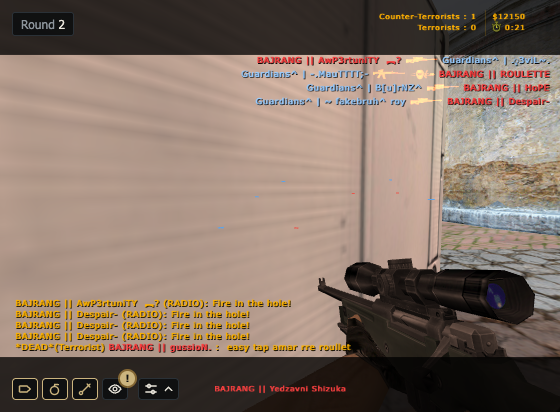 Round 2
Counter-Terrorists : 1 $12150
Terrorists : 0 0:21
BAJRANG || AwP3rtuniTY ︻? Guardians^ |
Guardians^ | -.MauTTTT;- BAJRANG || ROULETTE
Guardians^ | B[u]rNZ^ BAJRANG || HoPE
Guardians^ | ~ fakebruh^ roy BAJRANG || Despair-
BAJRANG || AwP3rtuniTY ︻? (RADIO): Fire in the hole!
BAJRANG || Despair- (RADIO): Fire in the hole!
BAJRANG || Despair- (RADIO): Fire in the hole!
BAJRANG || Despair- (RADIO): Fire in the hole!
*DEAD*(Terrorist) BAJRANG || gussioN. : easy tap amar rre roullet
BAJRANG || Yedzavni Shizuka